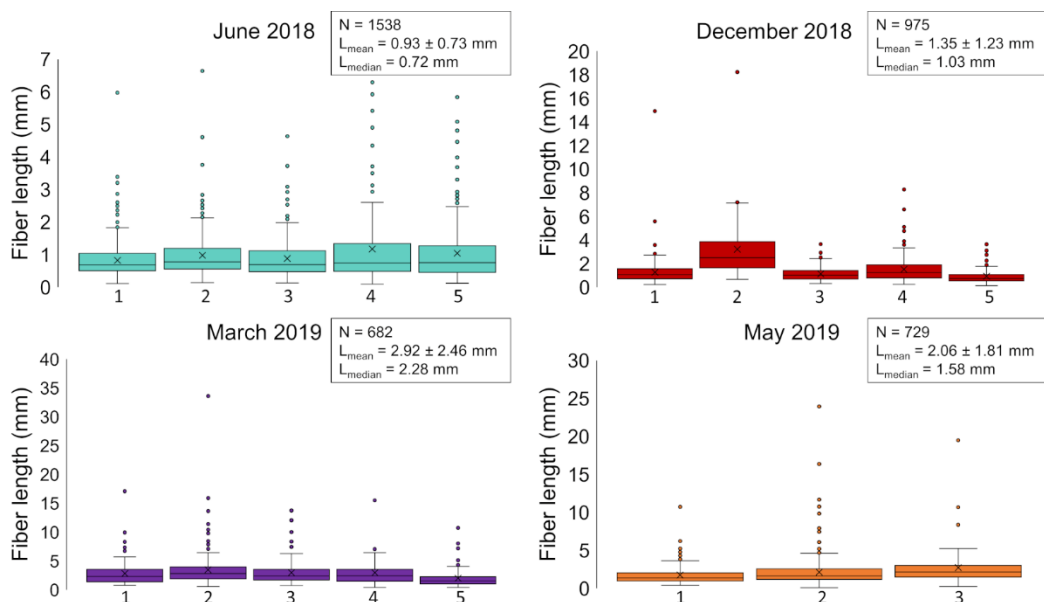 June 2018
N = 1538
Lmean = 0.93 ± 0.73 mm
Lmedian = 0.72 mm
Fiber length (mm)
7
6
5
4
3
2
1
0
1 2 3 4 5
December 2018
N = 975
Lmean = 1.35 ± 1.23 mm
Lmedian = 1.03 mm
Fiber length (mm)
20
18
16
14
12
10
8
6
4
2
0
1 2 3 4 5
March 2019
N = 682
Lmean = 2.92 ± 2.46 mm
Lmedian = 2.28 mm
Fiber length (mm)
40
35
30
25
20
15
10
5
0
1 2 3 4 5
May 2019
N = 729
Lmean = 2.06 ± 1.81 mm
Lmedian = 1.58 mm
Fiber length (mm)
30
25
20
15
10
5
0
1 2 3